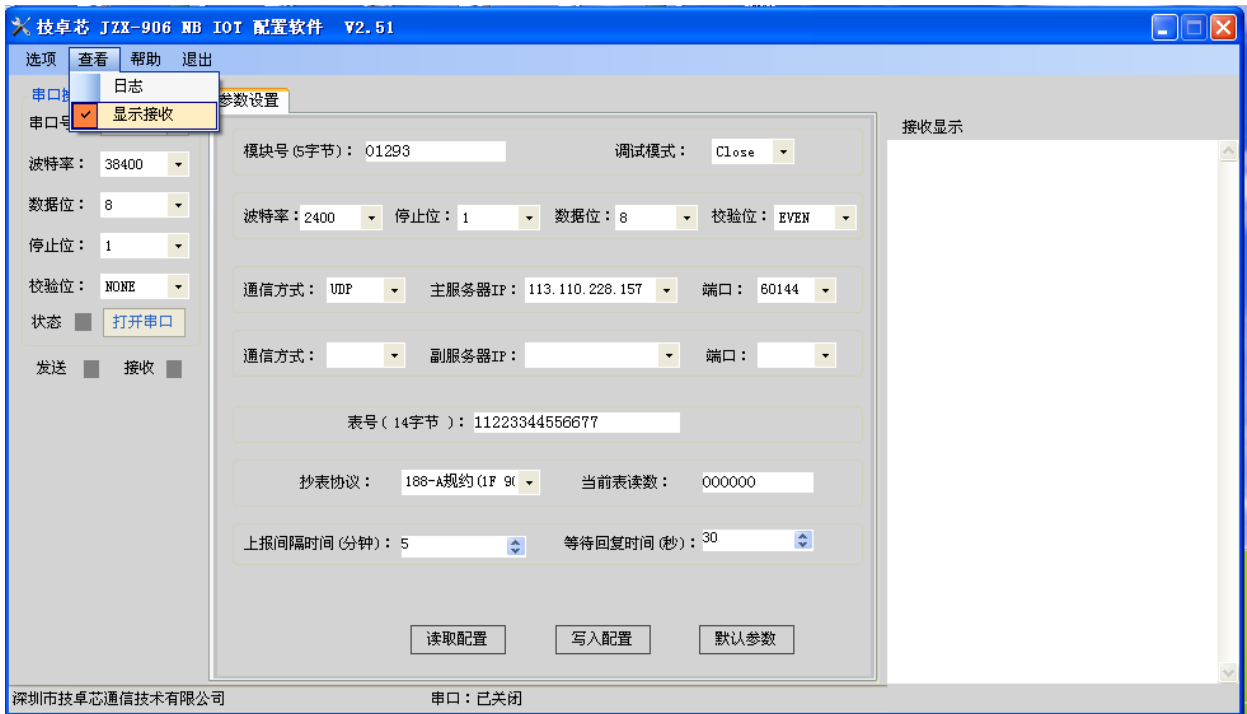 技卓芯 JZX-906 NB IOT 配置软件 V2.51
选项 查看 帮助 退出
日志
显示接收
串口
串口号
波特率： 38400
数据位： 8
停止位： 1
校验位： NONE
状态 打开串口
发送 接收
参数设置
模块号(5字节)： 01293 调试模式： Close
波特率：2400 停止位：1 数据位：8 校验位：EVEN
通信方式： UDP 主服务器IP：113.110.228.157 端口： 60144
通信方式： 副服务器IP： 端口：
表号( 14字节 )：11223344556677
抄表协议： 188-A规约(1F 90 当前表读数： 000000
上报间隔时间(分钟)：5 等待回复时间(秒)：30
读取配置 写入配置 默认参数
接收显示
深圳市技卓芯通信技术有限公司 串口：已关闭